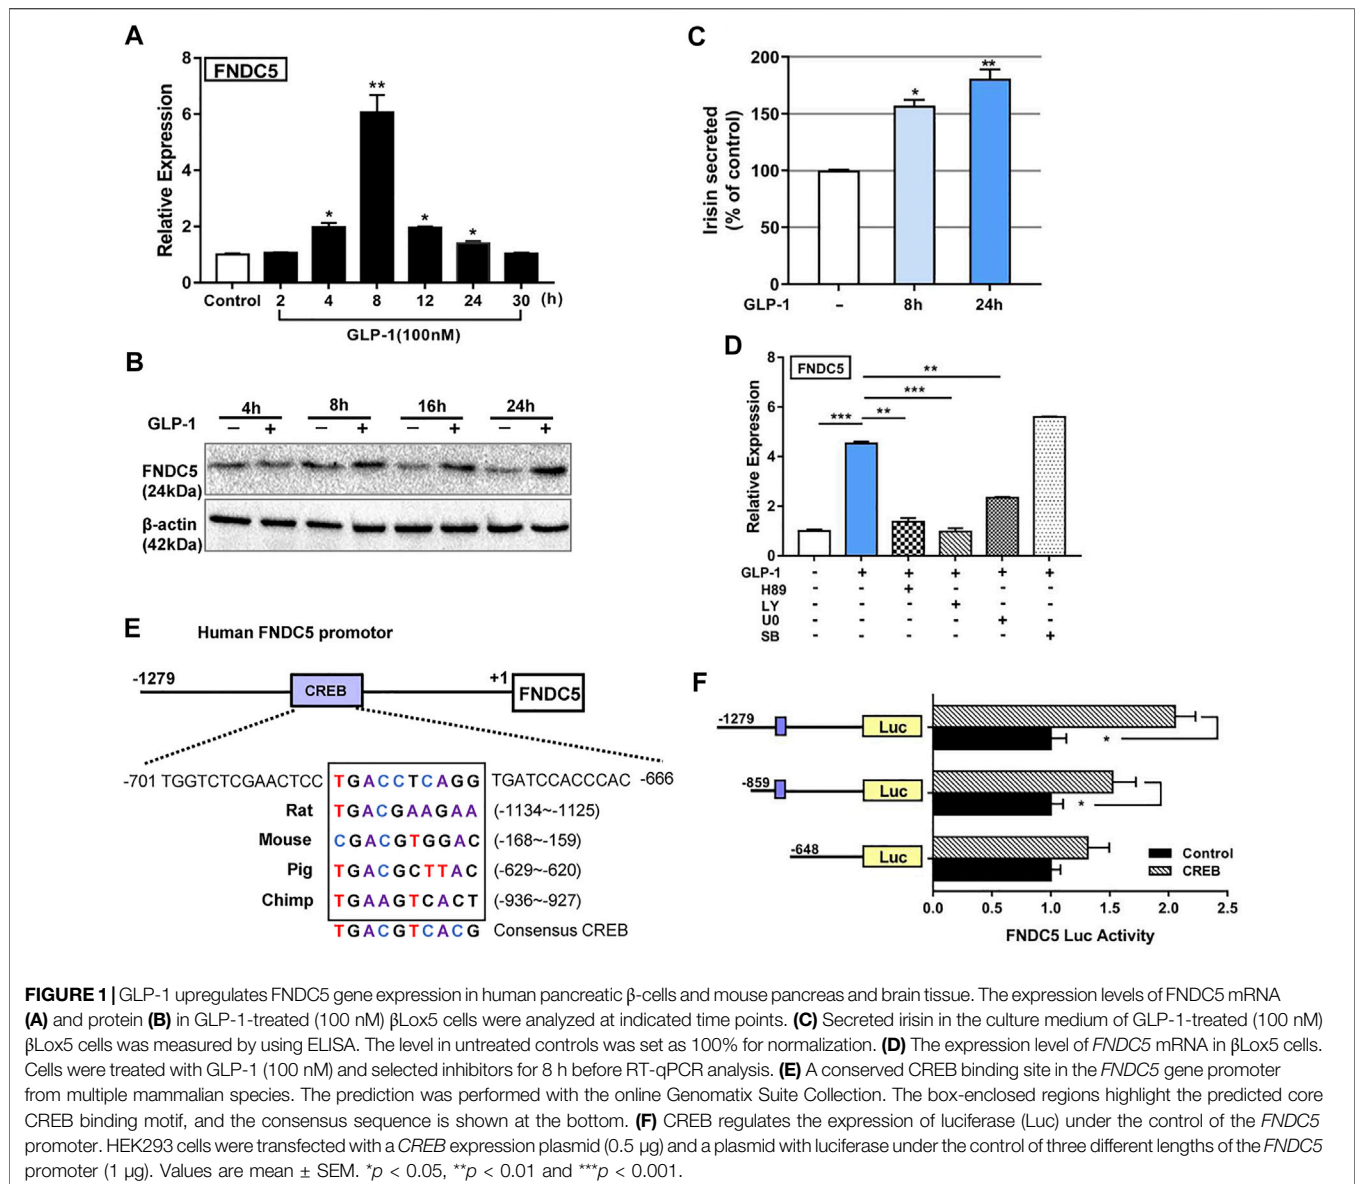 A
FNDC5
Relative Expression
8
6
4
2
0
*
**
*
*
Control 2 4 8 12 24 30 (h)
GLP-1(100nM)
B
4h 8h 16h 24h
GLP-1 – + – + – + – +
FNDC5
(24kDa)
β-actin
(42kDa)
C
Irisin secreted
(% of control)
200
150
100
50
0
*
**
GLP-1 – 8h 24h
D
FNDC5
Relative Expression
8
6
4
2
0
**
***
*** **
GLP-1 - + + + + +
H89 - - + - - -
LY - - - + - -
U0 - - - - + -
SB - - - - - +
E
Human FNDC5 promotor
-1279 CREB +1 FNDC5
-701 TGGTCTCGAACTCC TGACCTCAGG TGATCCACCCAC -666
Rat TGACGAAGAA (-1134~-1125)
Mouse CGACGTGGAC (-168~-159)
Pig TGACGCTTAC (-629~-620)
Chimp TGAAGTCACT (-936~-927)
TGACGTCACG Consensus CREB
F
-1279 Luc *
-859 Luc *
-648 Luc
Control
CREB
0.0 0.5 1.0 1.5 2.0 2.5
FNDC5 Luc Activity
FIGURE 1 | GLP-1 upregulates FNDC5 gene expression in human pancreatic β-cells and mouse pancreas and brain tissue. The expression levels of FNDC5 mRNA
(A) and protein (B) in GLP-1-treated (100 nM) βLox5 cells were analyzed at indicated time points. (C) Secreted irisin in the culture medium of GLP-1-treated (100 nM)
βLox5 cells was measured by using ELISA. The level in untreated controls was set as 100% for normalization. (D) The expression level of FNDC5 mRNA in βLox5 cells.
Cells were treated with GLP-1 (100 nM) and selected inhibitors for 8 h before RT-qPCR analysis. (E) A conserved CREB binding site in the FNDC5 gene promoter
from multiple mammalian species. The prediction was performed with the online Genomatix Suite Collection. The box-enclosed regions highlight the predicted core
CREB binding motif, and the consensus sequence is shown at the bottom. (F) CREB regulates the expression of luciferase (Luc) under the control of the FNDC5
promoter. HEK293 cells were transfected with a CREB expression plasmid (0.5 μg) and a plasmid with luciferase under the control of three different lengths of the FNDC5
promoter (1 μg). Values are mean ± SEM. *p < 0.05, **p < 0.01 and ***p < 0.001.